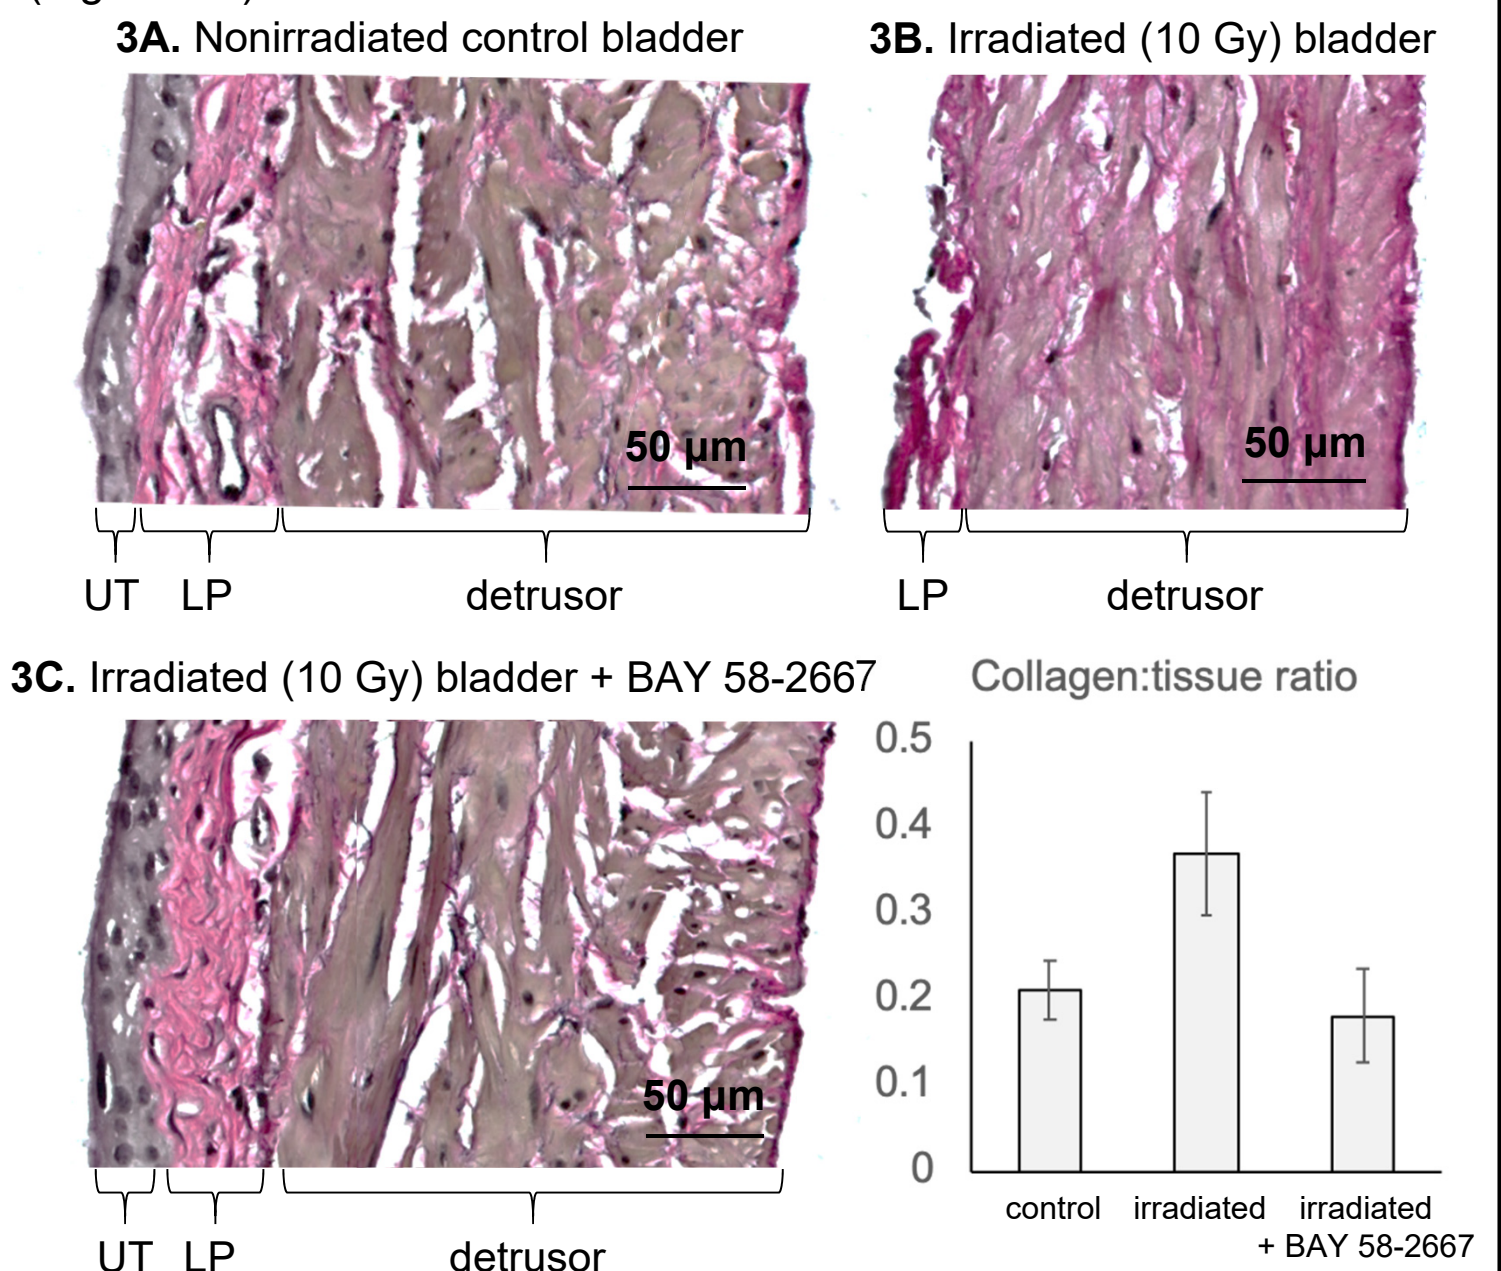 3A. Nonirradiated control bladder
3B. Irradiated (10 Gy) bladder
50 µm
50 µm
UT LP detrusor
LP detrusor
3C. Irradiated (10 Gy) bladder + BAY 58-2667
50 µm
UT LP detrusor
Collagen:tissue ratio
0.5
0.4
0.3
0.2
0.1
0
control irradiated irradiated
+ BAY 58-2667